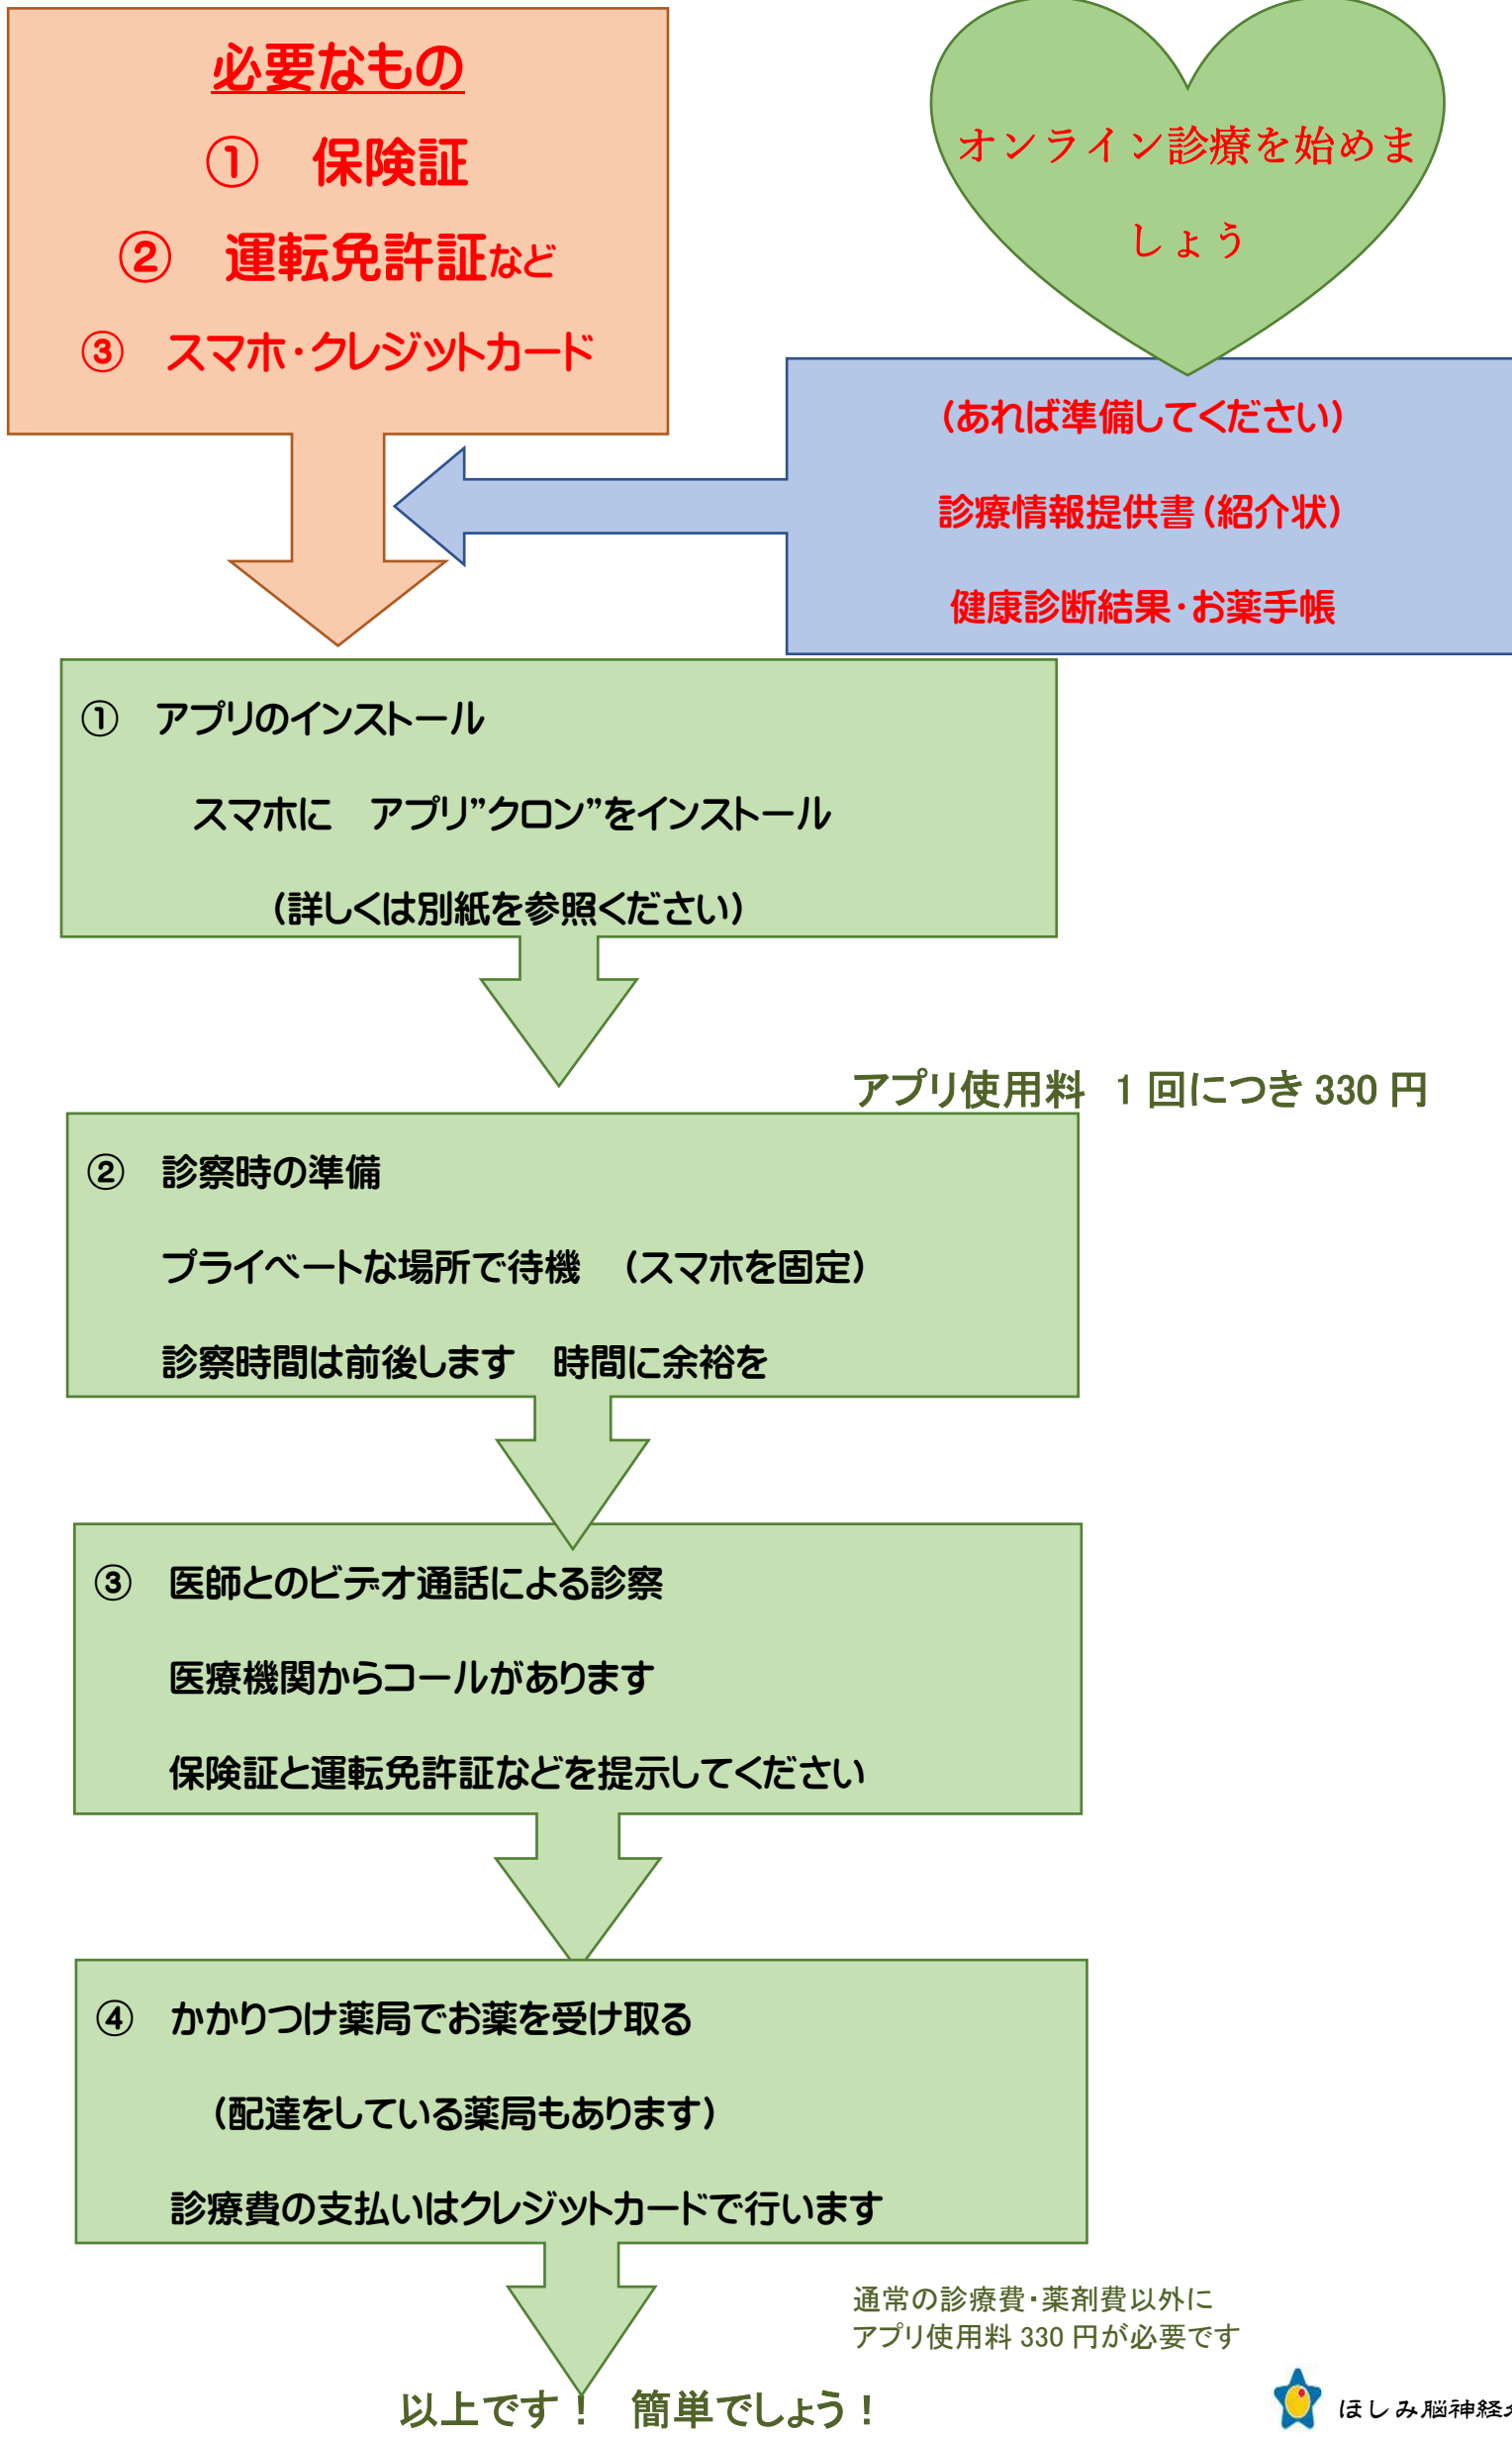 必要なもの
① 保険証
② 運転免許証など
③ スマホ・クレジットカード
オンライン診療を始めま
しょう
(あれば準備してください)
診療情報提供書(紹介状)
健康診断結果・お薬手帳
① アプリのインストール
スマホに アプリ”クロン”をインストール
(詳しくは別紙を参照ください)
アプリ使用料 1 回につき 330 円
② 診察時の準備
プライベートな場所で待機 (スマホを固定)
診察時間は前後します 時間に余裕を
③ 医師とのビデオ通話による診察
医療機関からコールがあります
保険証と運転免許証などを提示してください
④ かかりつけ薬局でお薬を受け取る
(配達をしている薬局もあります)
診療費の支払いはクレジットカードで行います
通常の診療費・薬剤費以外に
アプリ使用料 330 円が必要です
以上です! 簡単でしょう!
ほしみ脳神経